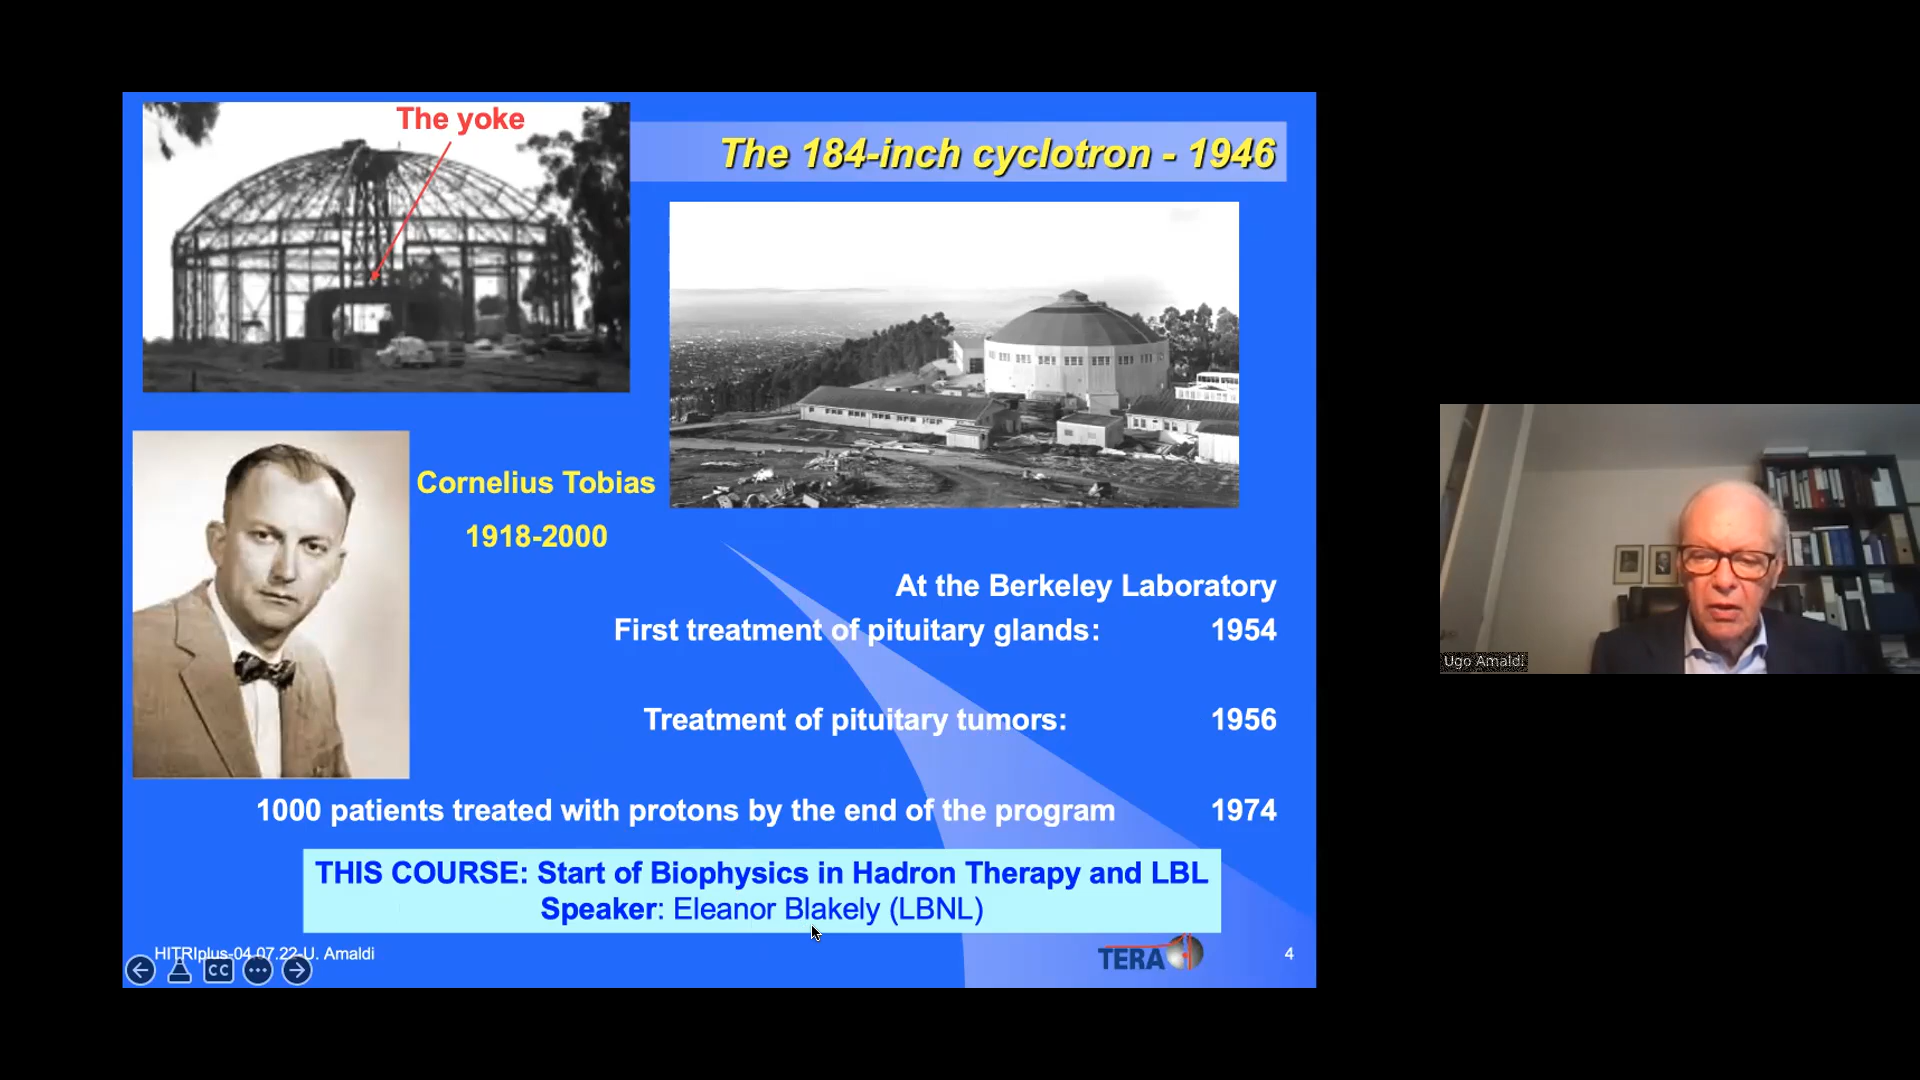 The yoke
The 184-inch cyclotron - 1946
Cornelius Tobias
1918-2000
At the Berkeley Laboratory
First treatment of pituitary glands: 1954
Treatment of pituitary tumors: 1956
1000 patients treated with protons by the end of the program 1974
THIS COURSE: Start of Biophysics in Hadron Therapy and LBL
Speaker: Eleanor Blakely (LBNL)
HITRIplus-04.07.22-U. Amaldi
CC
TERA
4
Ugo Amaldi